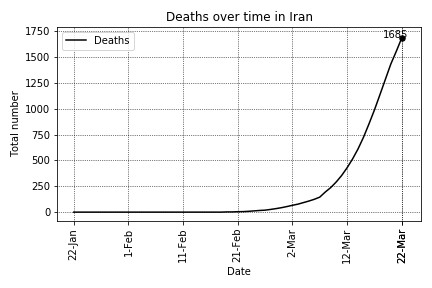 Deaths over time in Iran
Deaths
1685
Total number
1750
1500
1250
1000
750
500
250
0
22-Jan
1-Feb
11-Feb
21-Feb
2-Mar
12-Mar
22-Mar
Date